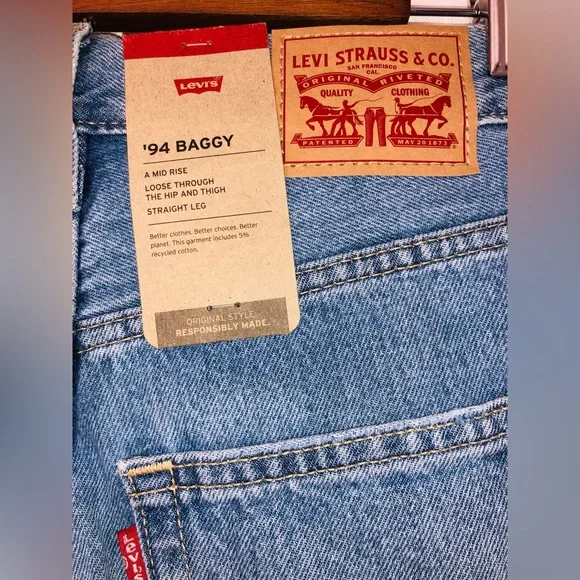 Levi's
'94 BAGGY
A MID RISE
LOOSE THROUGH
THE HIP AND THIGH
STRAIGHT LEG
Better clothes. Better choices. Better
planet. This garment includes 5%
recycled cotton.
ORIGINAL STYLE.
RESPONSIBLY MADE.
LEVI STRAUSS & CO.
SAN FRANCISCO
CAL.
ORIGINAL RIVETED
QUALITY CLOTHING
PATENTED MAY 20 1873
Levi's